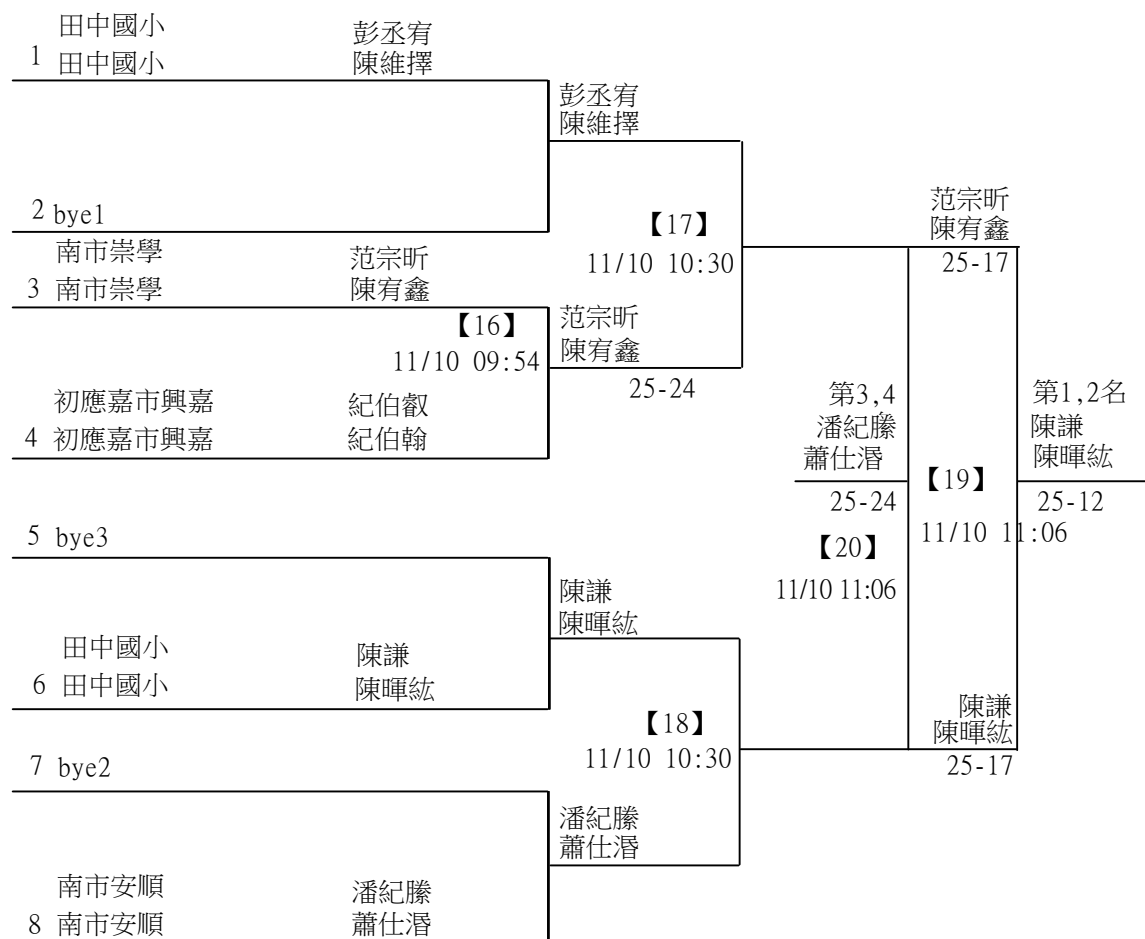 田中國小
彭丞宥
1 田中國小
陳維擇
彭丞宥
陳維擇
2 bye1
范宗昕
陳宥鑫
25-17
【17】
11/10 10:30
南市崇學
范宗昕
3 南市崇學
陳宥鑫
【16】
11/10 09:54
范宗昕
陳宥鑫
25-24
初應嘉市興嘉
紀伯叡
4 初應嘉市興嘉
紀伯翰
第3,4
名
潘紀縢
蕭仕湣
25-24
【20】
11/10 11:06
第1,2名
陳謙
陳暉紘
25-12
【19】
11/10 11:06
5 bye3
陳謙
陳暉紘
田中國小
陳謙
6 田中國小
陳暉紘
【18】
11/10 10:30
陳謙
陳暉紘
25-17
7 bye2
潘紀縢
蕭仕湣
南市安順
潘紀縢
8 南市安順
蕭仕湣